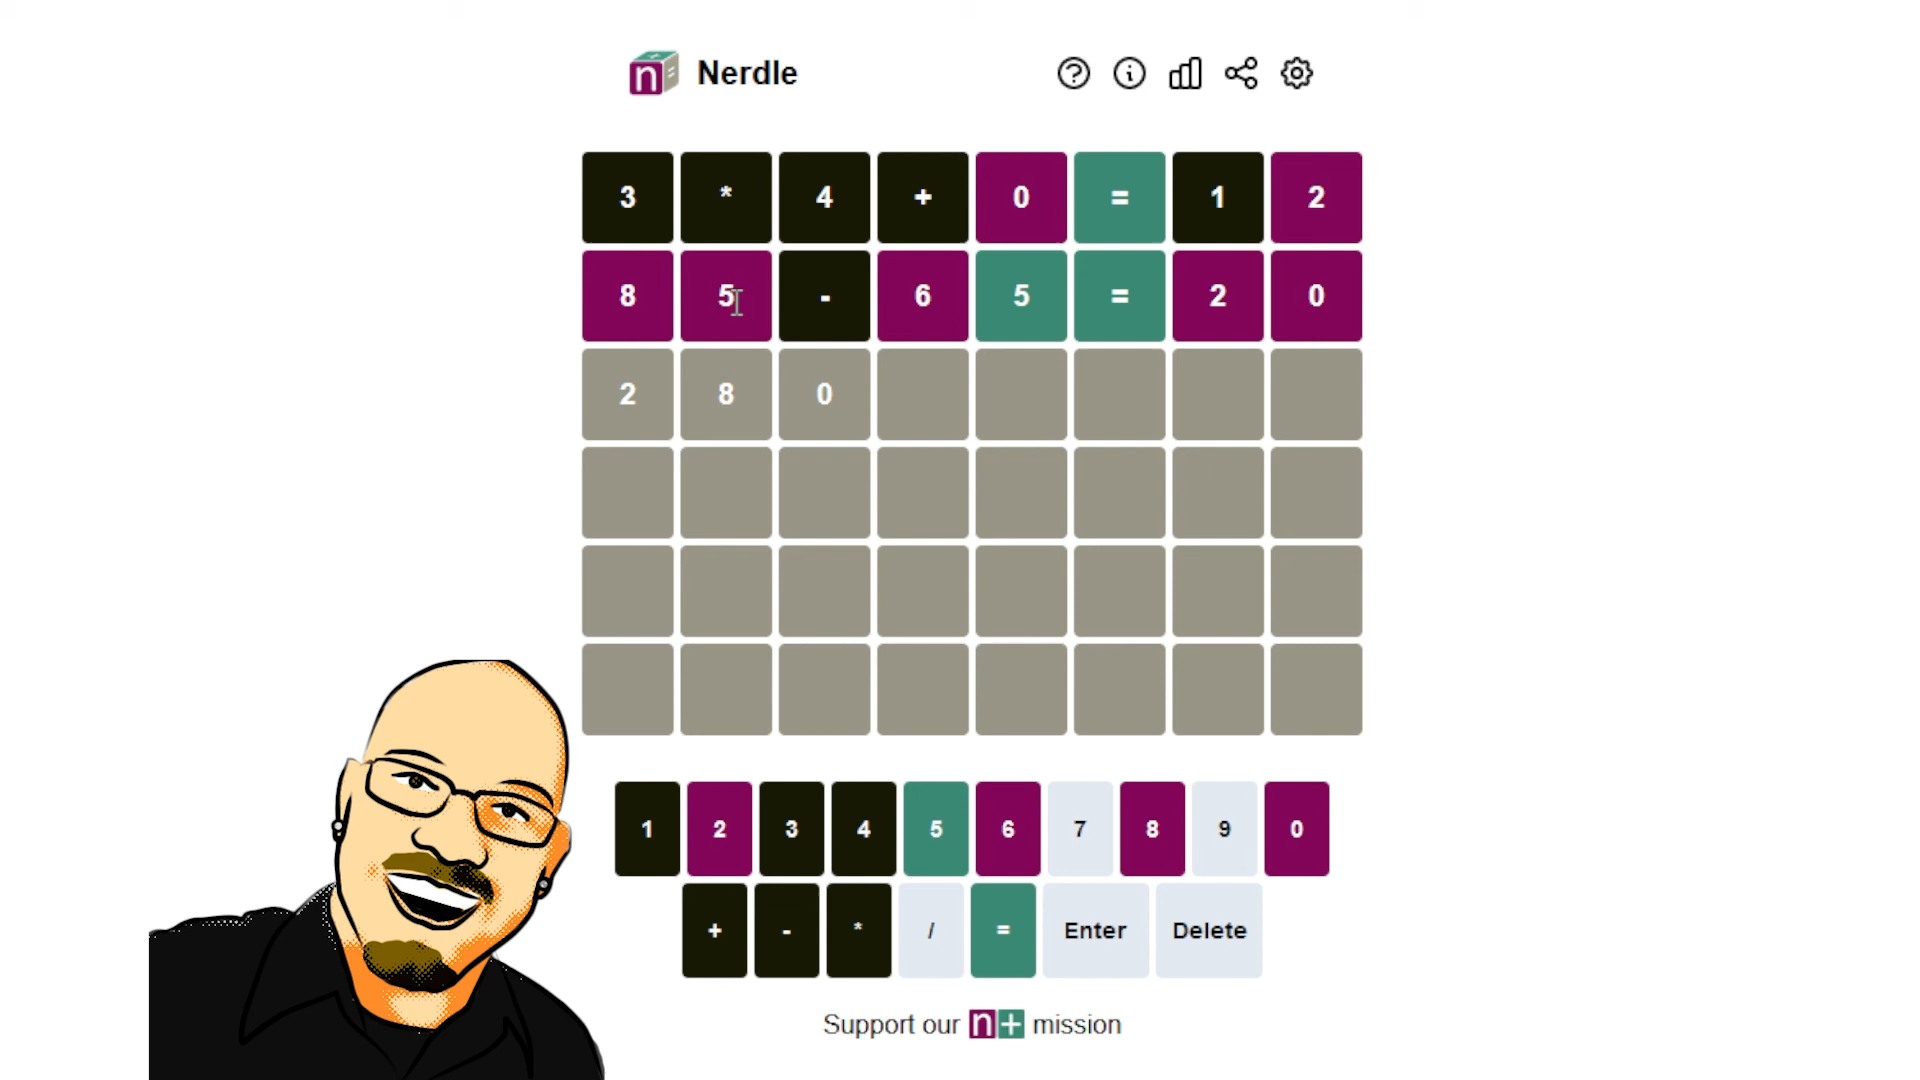 n Nerdle
3 * 4 + 0 = 1 2
8 5 - 6 5 = 2 0
2 8 0
1 2 3 4 5 6 7 8 9 0
+ - * / = Enter Delete
Support our n+ mission